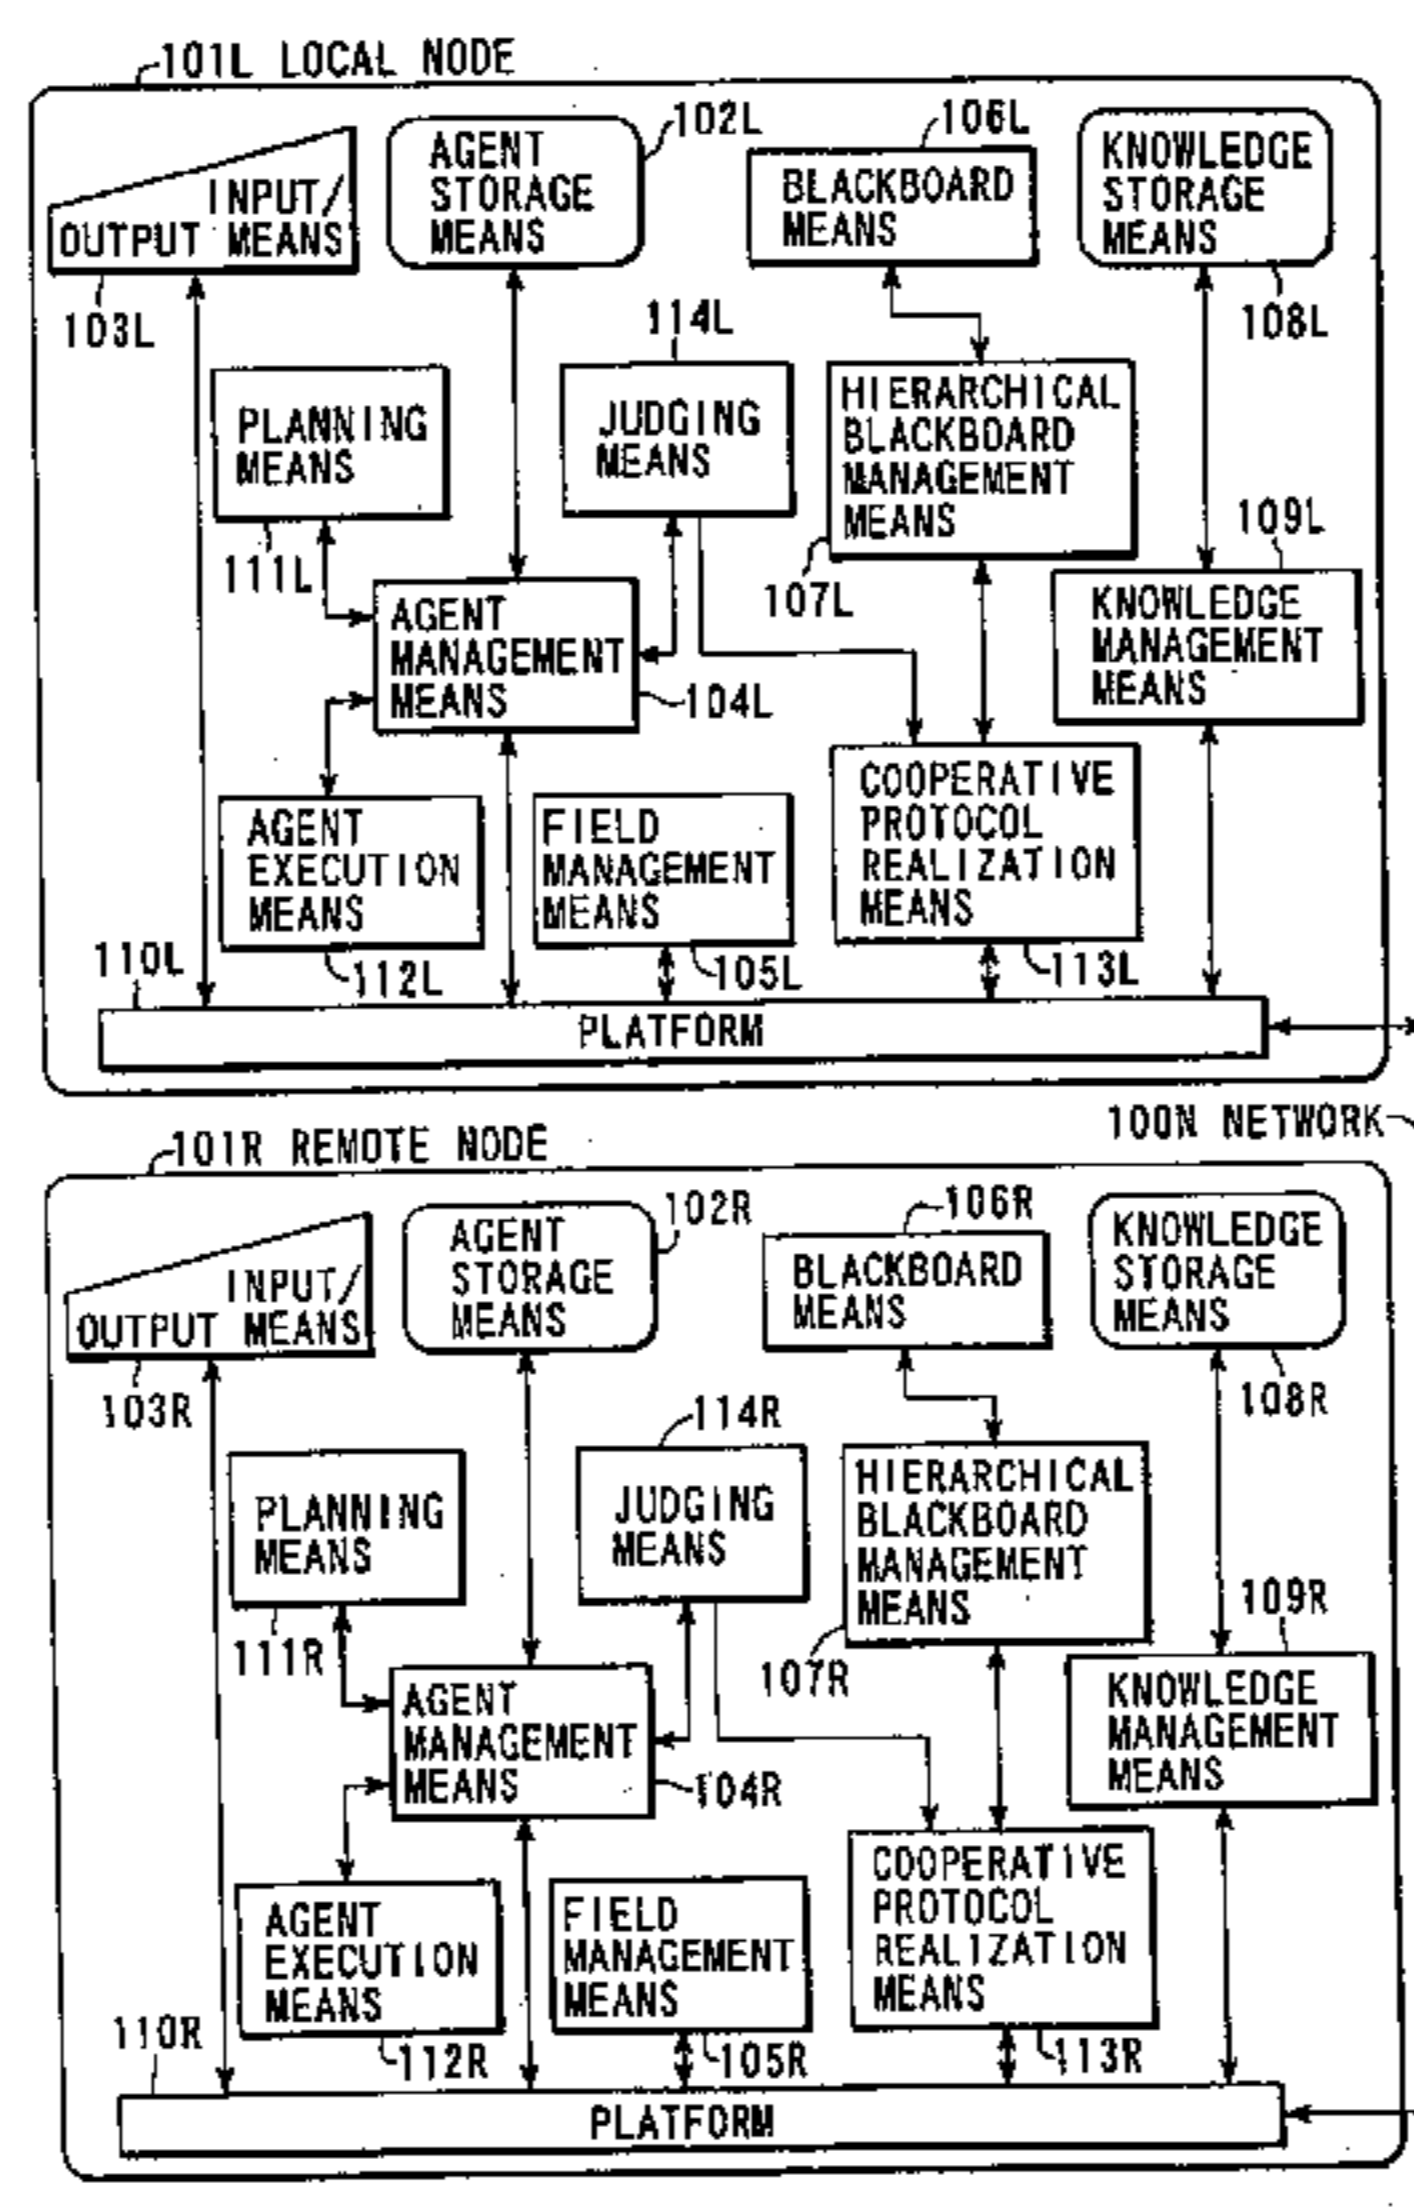 101L LOCAL NODE
INPUT/
OUTPUT MEANS
103L
AGENT
STORAGE
MEANS
102L
BLACKBOARD
MEANS
106L
KNOWLEDGE
STORAGE
MEANS
108L
PLANNING
MEANS
111L
114L
JUDGING
MEANS
HIERARCHICAL
BLACKBOARD
MANAGEMENT
MEANS
107L
109L
KNOWLEDGE
MANAGEMENT
MEANS
AGENT
MANAGEMENT
MEANS
104L
AGENT
EXECUTION
MEANS
112L
FIELD
MANAGEMENT
MEANS
105L
COOPERATIVE
PROTOCOL
REALIZATION
MEANS
113L
110L
PLATFORM
100N NETWORK
101R REMOTE NODE
INPUT/
OUTPUT MEANS
103R
AGENT
STORAGE
MEANS
102R
BLACKBOARD
MEANS
106R
KNOWLEDGE
STORAGE
MEANS
108R
PLANNING
MEANS
111R
114R
JUDGING
MEANS
HIERARCHICAL
BLACKBOARD
MANAGEMENT
MEANS
107R
109R
KNOWLEDGE
MANAGEMENT
MEANS
AGENT
MANAGEMENT
MEANS
104R
AGENT
EXECUTION
MEANS
112R
FIELD
MANAGEMENT
MEANS
105R
COOPERATIVE
PROTOCOL
REALIZATION
MEANS
113R
110R
PLATFORM